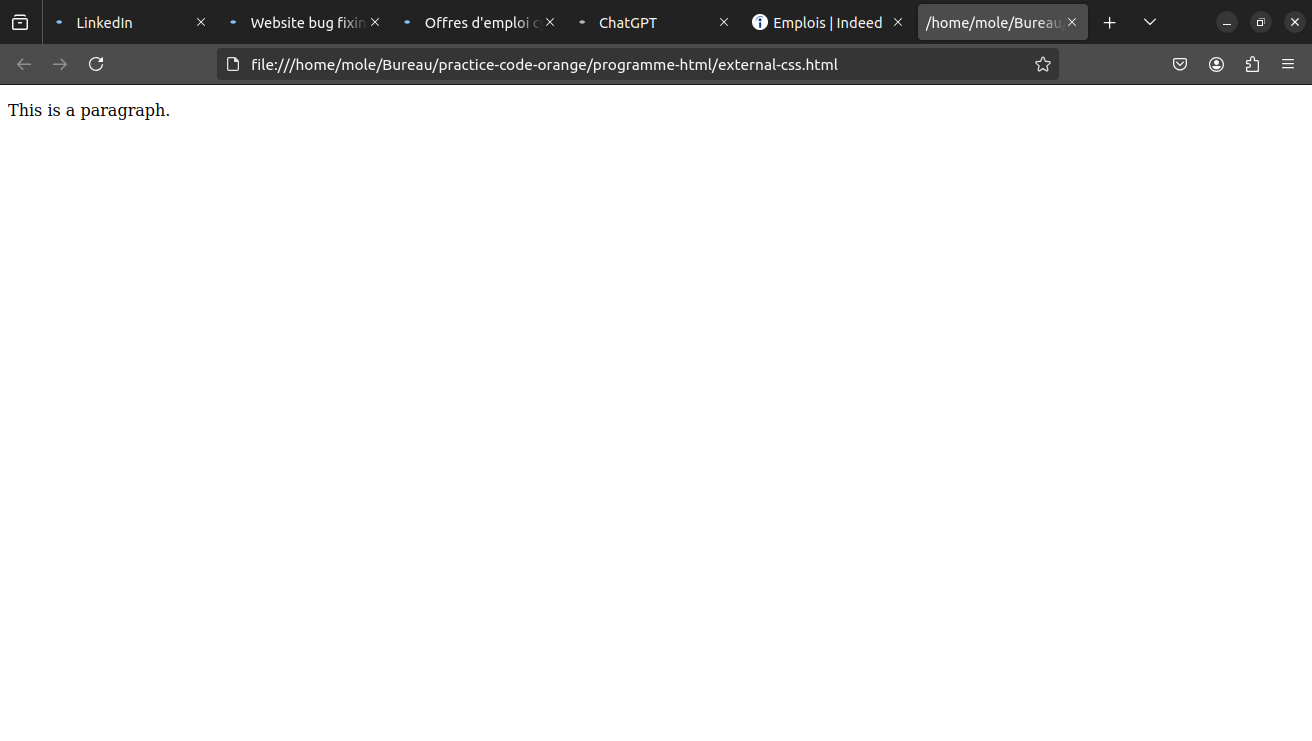 LinkedIn
Website bug fixin
Offres d'emploi c
ChatGPT
Emplois | Indeed
/home/mole/Bureau/
file:///home/mole/Bureau/practice-code-orange/programme-html/external-css.html
This is a paragraph.